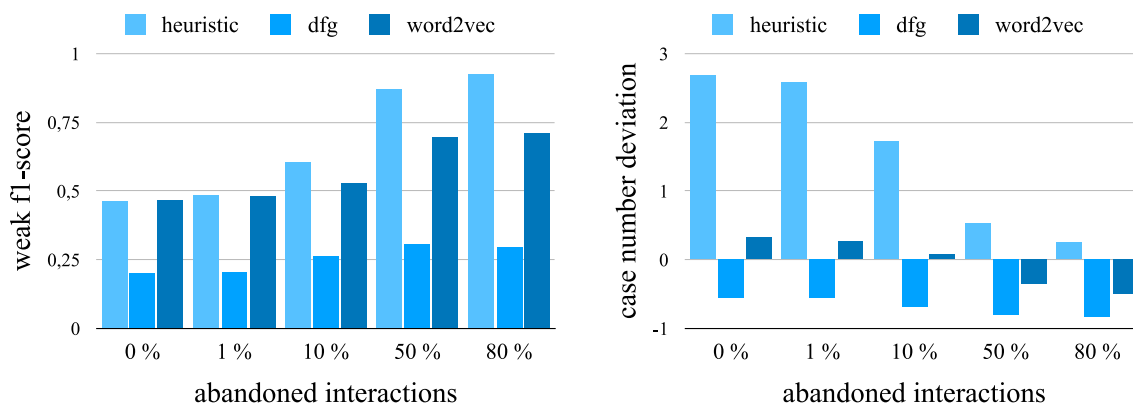 heuristic dfg word2vec
weak f1-score
1
0,75
0,5
0,25
0
0 % 1 % 10 % 50 % 80 %
abandoned interactions
heuristic dfg word2vec
case number deviation
3
2
1
0
-1
0 % 1 % 10 % 50 % 80 %
abandoned interactions